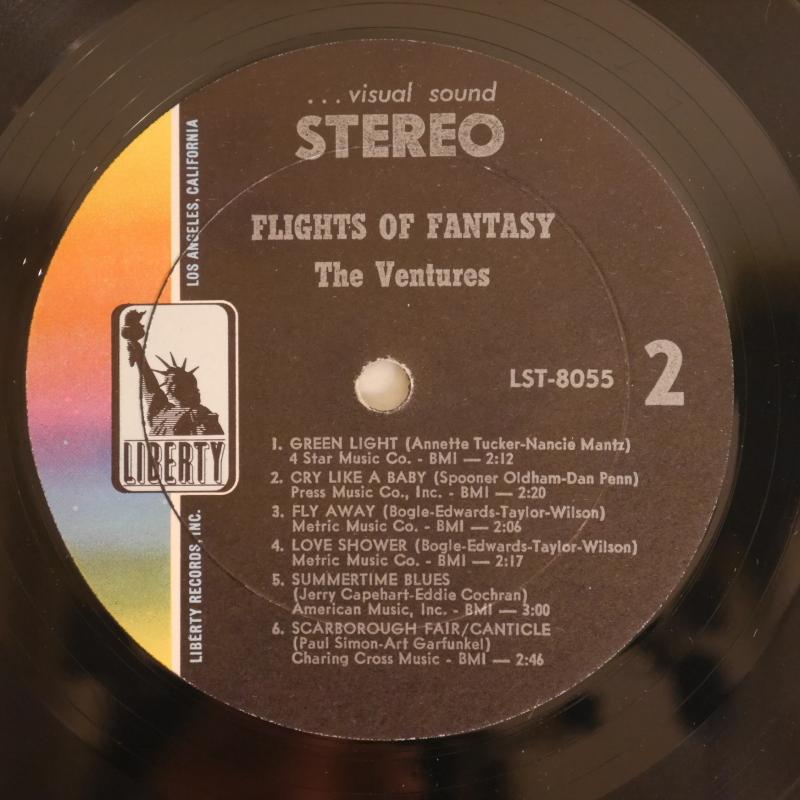 ...visual sound
STEREO
FLIGHTS OF FANTASY
The Ventures
LOS ANGELES, CALIFORNIA
LIBERTY
LIBERTY RECORDS, INC.
LST-8055
2
1. GREEN LIGHT (Annette Tucker-Nancie Mantz)
4 Star Music Co. - BMI — 2:12
2. CRY LIKE A BABY (Spooner Oldham-Dan Penn)
Press Music Co., Inc. - BMI — 2:20
3. FLY AWAY (Bogle-Edwards-Taylor-Wilson)
Metric Music Co. - BMI — 2:06
4. LOVE SHOWER (Bogle-Edwards-Taylor-Wilson)
Metric Music Co. - BMI — 2:17
5. SUMMERTIME BLUES
(Jerry Capehart-Eddie Cochran)
American Music, Inc. - BMI — 3:00
6. SCARBOROUGH FAIR/CANTICLE
(Paul Simon-Art Garfunkel)
Charing Cross Music - BMI — 2:46